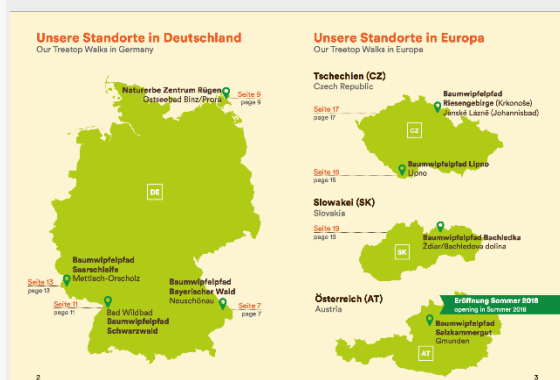 Unsere Standorte in Deutschland
Our Treetop Walks in Germany
Naturerbe Zentrum Rügen
Ostseebad Binz/Prora
Seite 9
page 9
DE
Baumwipfelpfad
Saarschleife
Mettlach-Orscholz
Seite 13
page 13
Seite 11
page 11
Bad Wildbad
Baumwipfelpfad
Schwarzwald
Baumwipfelpfad
Bayerischer Wald
Neuschönau
Seite 7
page 7
2
Unsere Standorte in Europa
Our Treetop Walks in Europe
Tschechien (CZ)
Czech Republic
Seite 17
page 17
Baumwipfelpfad
Riesengebirge (Krkonoše)
Janské Lázně (Johannisbad)
CZ
Seite 15
page 15
Baumwipfelpfad Lipno
Lipno
Slowakei (SK)
Slovakia
Seite 19
page 19
Baumwipfelpfad Bachledka
Ždiar/Bachledova dolina
SK
Österreich (AT)
Austria
Eröffnung Sommer 2018
opening in Summer 2018
Baumwipfelpfad
Salzkammergut
Gmunden
AT
3